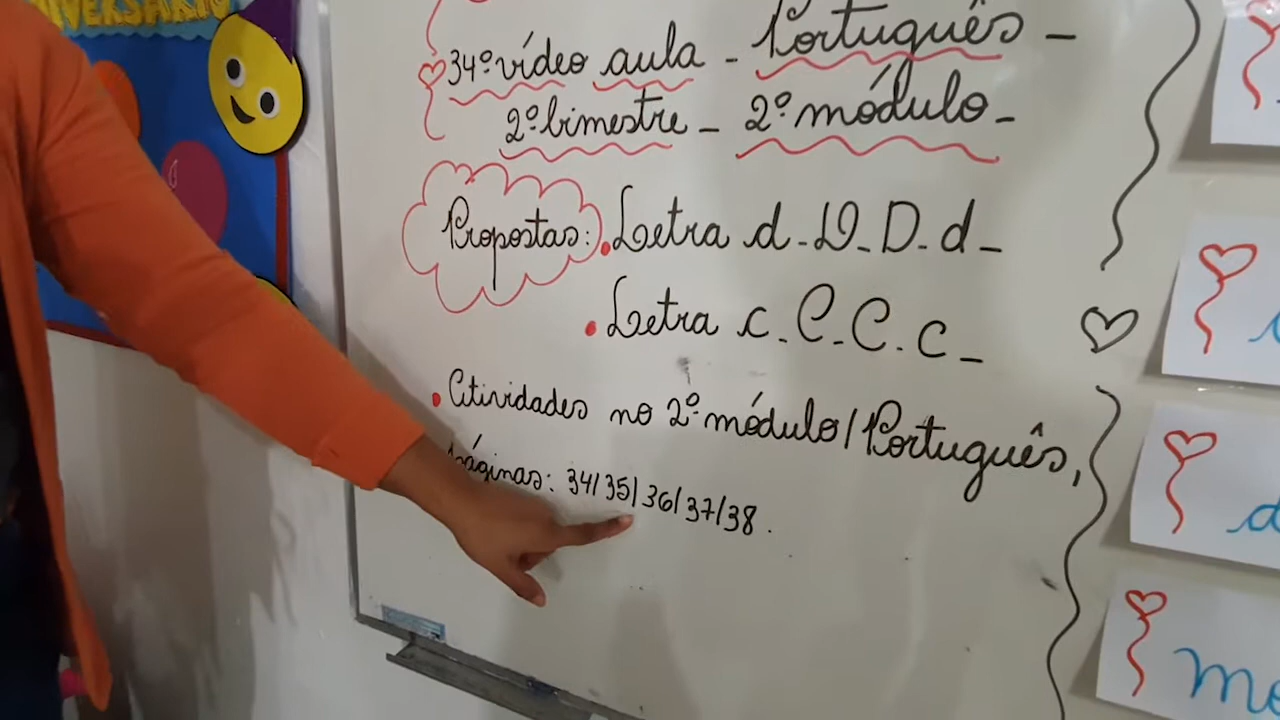 34º vídeo aula - Português -
2º bimestre - 2º módulo -
Propostas: . Letra d - D - D - d -
. Letra c - C - C - c -
. Atividades no 2º módulo / Português,
Páginas: 34/35/36/37/38.
d